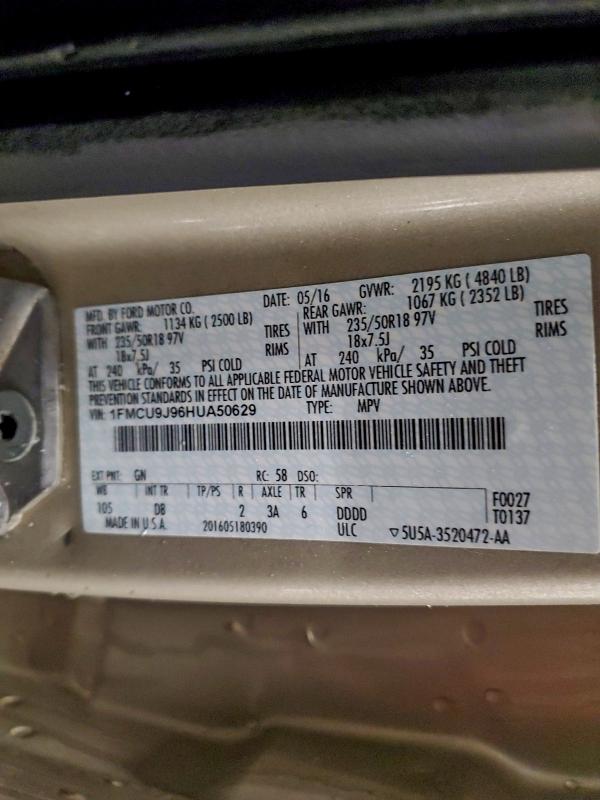 MFD. BY FORD MOTOR CO. DATE: 05/16 GVWR: 2195 KG ( 4840 LB)
FRONT GAWR: 1134 KG ( 2500 LB) REAR GAWR: 1067 KG ( 2352 LB)
WITH 235/50R18 97V TIRES WITH 235/50R18 97V TIRES
18x7.5J RIMS 18x7.5J RIMS
AT 240 kPa/ 35 PSI COLD AT 240 kPa/ 35 PSI COLD
THIS VEHICLE CONFORMS TO ALL APPLICABLE FEDERAL MOTOR VEHICLE SAFETY AND THEFT
PREVENTION STANDARDS IN EFFECT ON THE DATE OF MANUFACTURE SHOWN ABOVE.
VIN: 1FMCU9J96HUA50629 TYPE: MPV
EXT PNT: GN RC: 58 DSO:
WB INT TR TP/PS R AXLE TR SPR F0027
105 D8 2 3A 6 DDDD T0137
MADE IN U.S.A. 201605180390 ULC ▽5U5A-3520472-AA